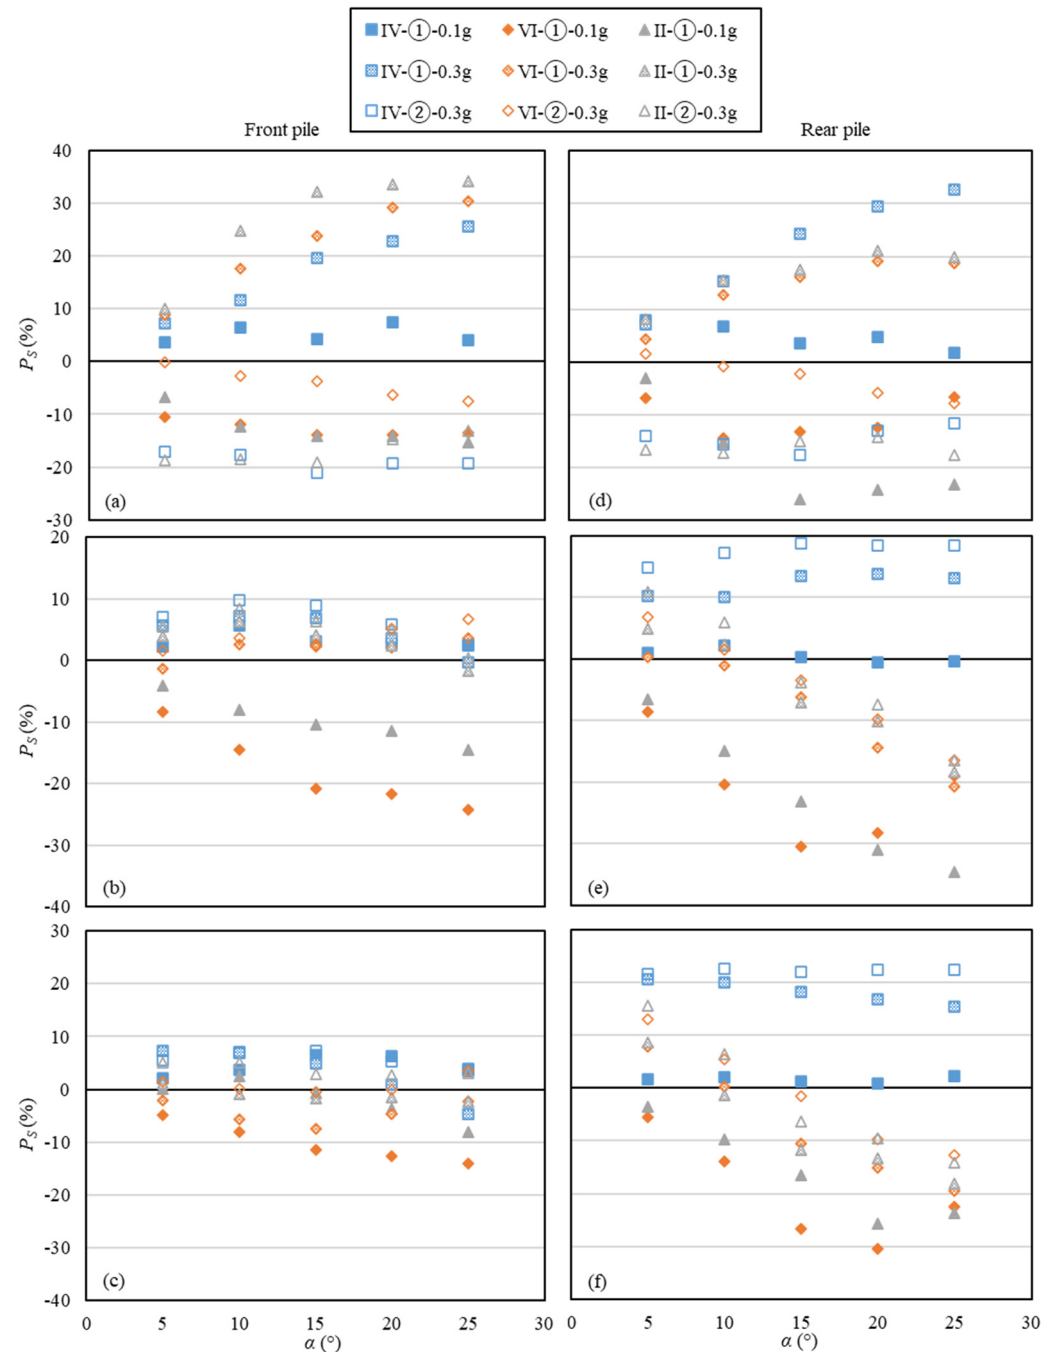 IV-①-0.1g VI-①-0.1g II-①-0.1g
IV-①-0.3g VI-①-0.3g II-①-0.3g
IV-②-0.3g VI-②-0.3g II-②-0.3g
Front pile Rear pile
40
30
20
10
0
-10
-20
-30
P_S (%)
(a) (d)
20
10
0
-10
-20
-30
-40
P_S (%)
(b) (e)
30
20
10
0
-10
-20
-30
-40
P_S (%)
(c) (f)
0 5 10 15 20 25 30 0 5 10 15 20 25 30
α (°) α (°)